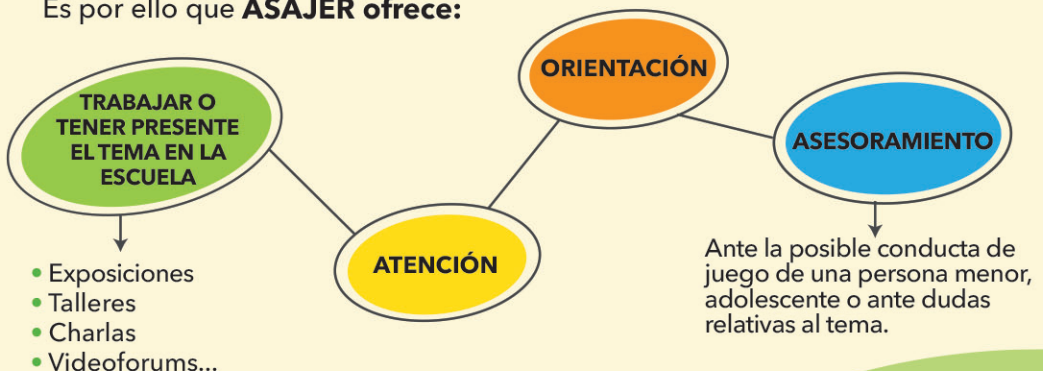 Es por ello que ASAJER ofrece:
TRABAJAR O
TENER PRESENTE
EL TEMA EN LA
ESCUELA
• Exposiciones
• Talleres
• Charlas
• Videoforums...
ATENCIÓN
ORIENTACIÓN
ASESORAMIENTO
Ante la posible conducta de
juego de una persona menor,
adolescente o ante dudas
relativas al tema.